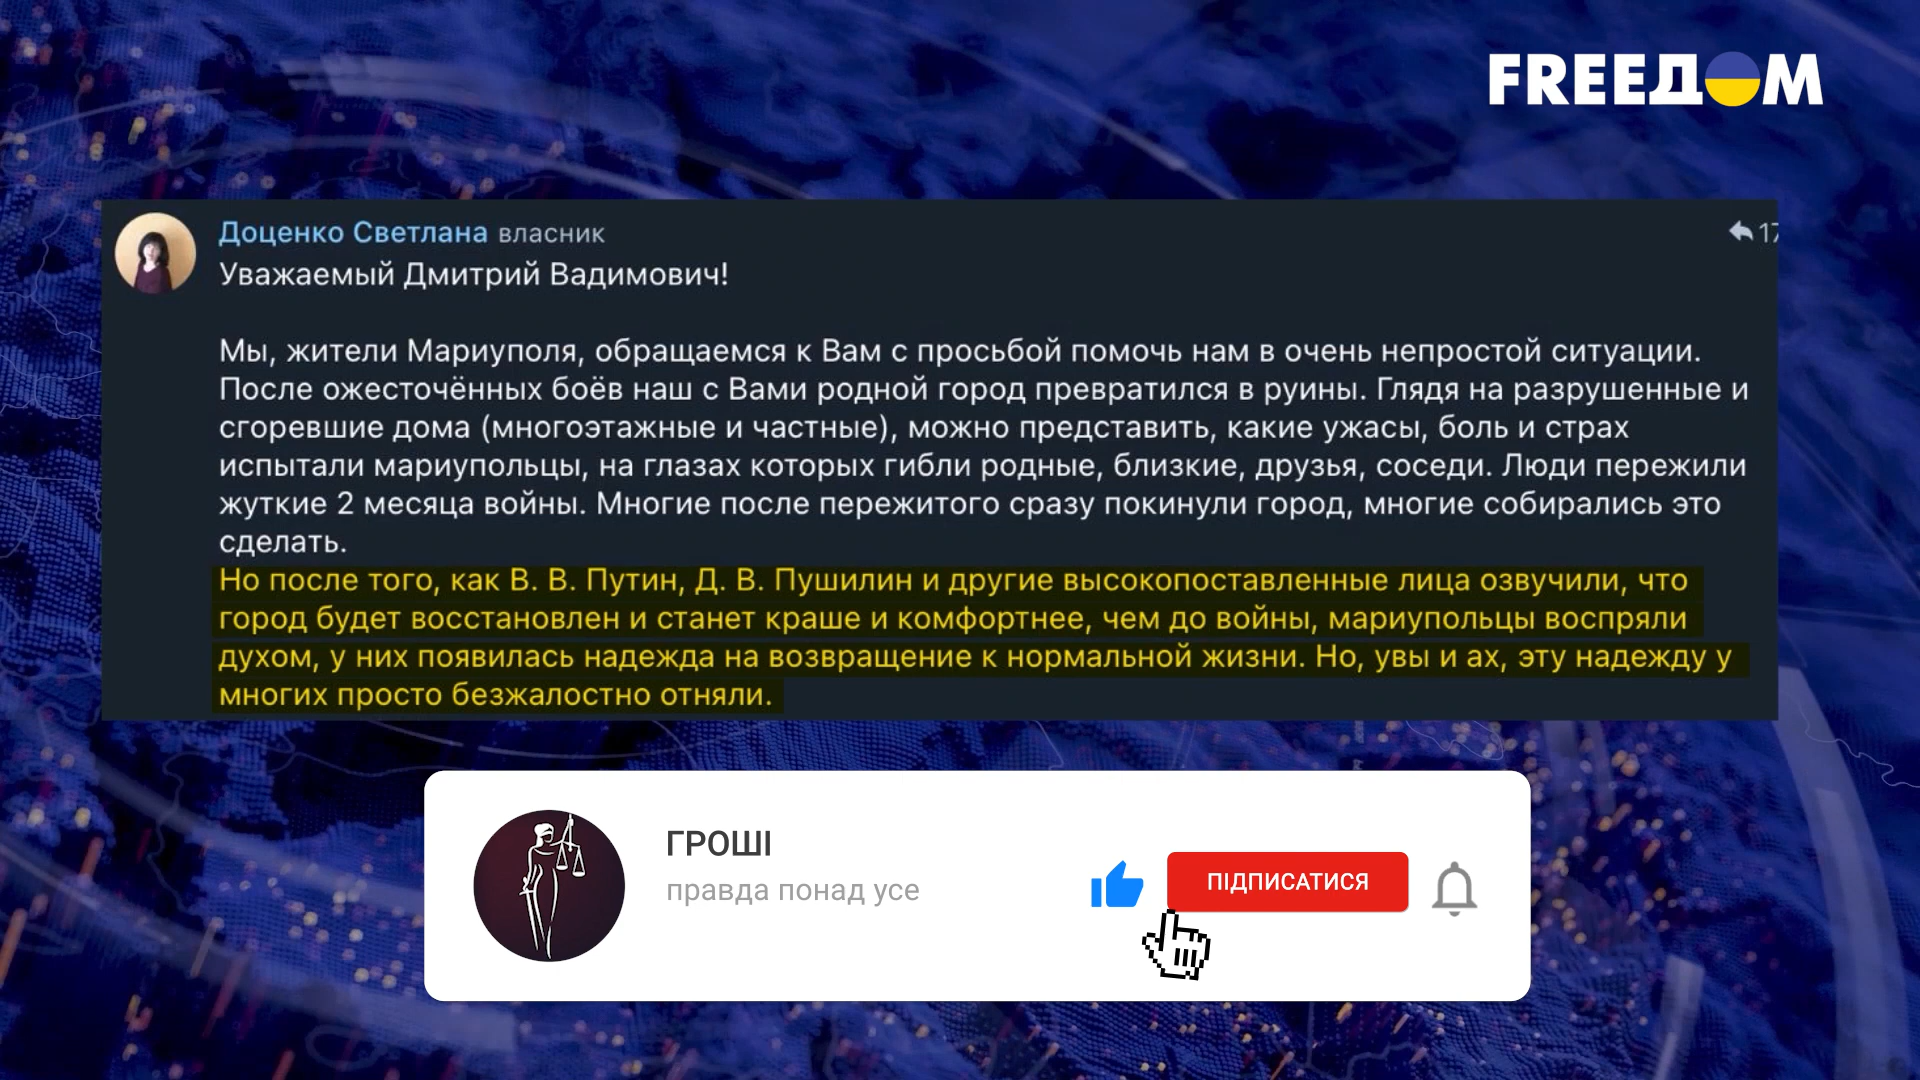 FREEДOM
Доценко Светлана власник
17
Уважаемый Дмитрий Вадимович!
Мы, жители Мариуполя, обращаемся к Вам с просьбой помочь нам в очень непростой ситуации.
После ожесточённых боёв наш с Вами родной город превратился в руины. Глядя на разрушенные и
сгоревшие дома (многоэтажные и частные), можно представить, какие ужасы, боль и страх
испытали мариупольцы, на глазах которых гибли родные, близкие, друзья, соседи. Люди пережили
жуткие 2 месяца войны. Многие после пережитого сразу покинули город, многие собирались это
сделать.
Но после того, как В. В. Путин, Д. В. Пушилин и другие высокопоставленные лица озвучили, что
город будет восстановлен и станет краше и комфортнее, чем до войны, мариупольцы воспряли
духом, у них появилась надежда на возвращение к нормальной жизни. Но, увы и ах, эту надежду у
многих просто безжалостно отняли.
ГРОШІ
правда понад усе
ПІДПИСАТИСЯ